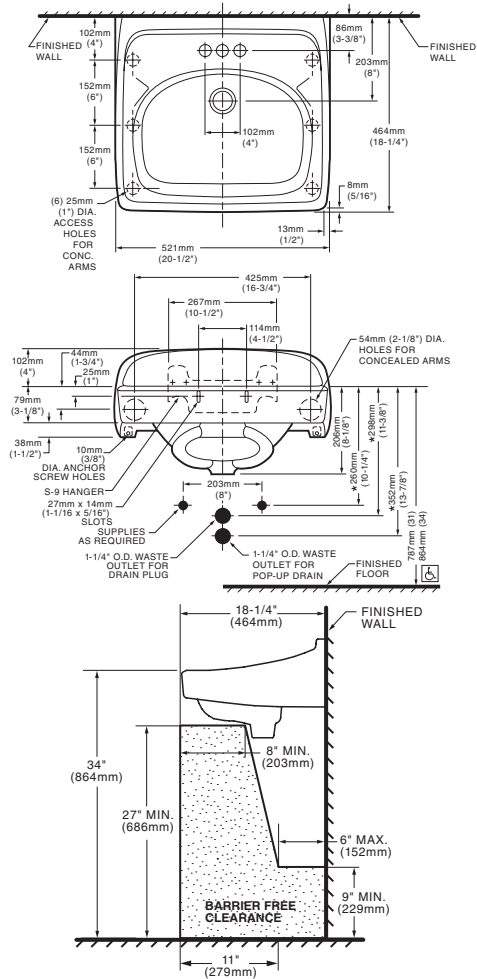 102mm
(4")
FINISHED
WALL
152mm
(6")
152mm
(6")
(6) 25mm
(1") DIA.
ACCESS
HOLES
FOR
CONC.
ARMS
86mm
(3-3/8")
203mm
(8")
FINISHED
WALL
102mm
(4")
464mm
(18-1/4")
8mm
(5/16")
13mm
(1/2")
521mm
(20-1/2")
425mm
(16-3/4")
267mm
(10-1/2")
114mm
(4-1/2")
54mm (2-1/8") DIA.
HOLES FOR
CONCEALED ARMS
102mm
(4")
44mm
(1-3/4")
25mm
(1")
79mm
(3-1/8")
38mm
(1-1/2")
10mm
(3/8")
DIA. ANCHOR
SCREW HOLES
S-9 HANGER
27mm x 14mm
(1-1/16 x 5/16")
SLOTS
SUPPLIES
AS REQUIRED
1-1/4" O.D. WASTE
OUTLET FOR
DRAIN PLUG
203mm
(8")
1-1/4" O.D. WASTE
OUTLET FOR
POP-UP DRAIN
206mm
(8-1/8")
*260mm
(10-1/4")
*298mm
(11-3/8")
*352mm
(13-7/8")
787mm (31)
864mm (34)
FINISHED
FLOOR
18-1/4"
(464mm)
FINISHED
WALL
34"
(864mm)
27" MIN.
(686mm)
8" MIN.
(203mm)
6" MAX.
(152mm)
9" MIN.
(229mm)
BARRIER FREE
CLEARANCE
11"
(279mm)